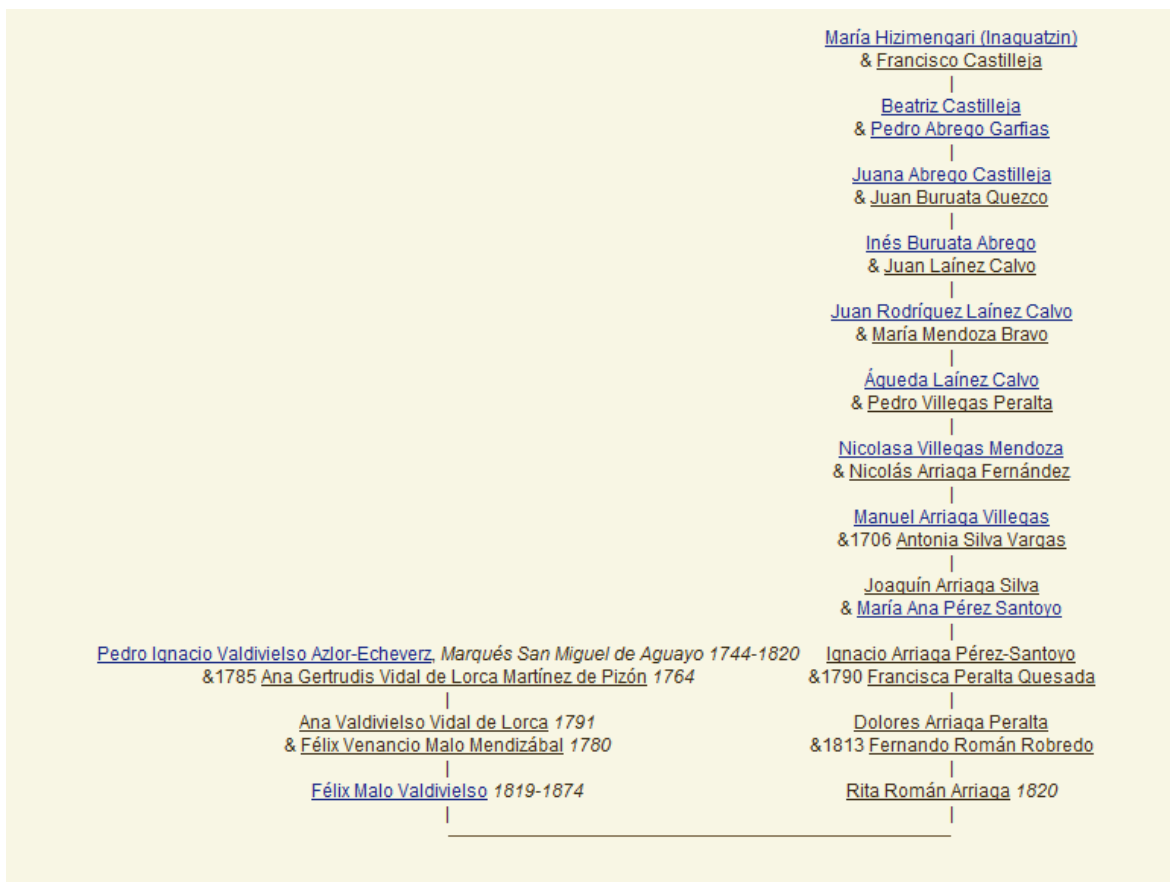 María Hizimengari (Inaguatzin)
& Francisco Castilleja
|
Beatriz Castilleja
& Pedro Abrego Garfias
|
Juana Abrego Castilleja
& Juan Buruata Quezco
|
Inés Buruata Abrego
& Juan Laínez Calvo
|
Juan Rodríguez Laínez Calvo
& María Mendoza Bravo
|
Águeda Laínez Calvo
& Pedro Villegas Peralta
|
Nicolasa Villegas Mendoza
& Nicolás Arriaga Fernández
|
Manuel Arriaga Villegas
&1706 Antonia Silva Vargas
|
Joaquín Arriaga Silva
& María Ana Pérez Santoyo
|
Pedro Ignacio Valdivielso Azlor-Echeverz, Marqués San Miguel de Aguayo 1744-1820 Ignacio Arriaga Pérez-Santoyo
&1785 Ana Gertrudis Vidal de Lorca Martínez de Pizón 1764 &1790 Francisca Peralta Quesada
| |
Ana Valdivielso Vidal de Lorca 1791 Dolores Arriaga Peralta
& Félix Venancio Malo Mendizábal 1780 &1813 Fernando Román Robredo
| |
Félix Malo Valdivielso 1819-1874 Rita Román Arriaga 1820
| |